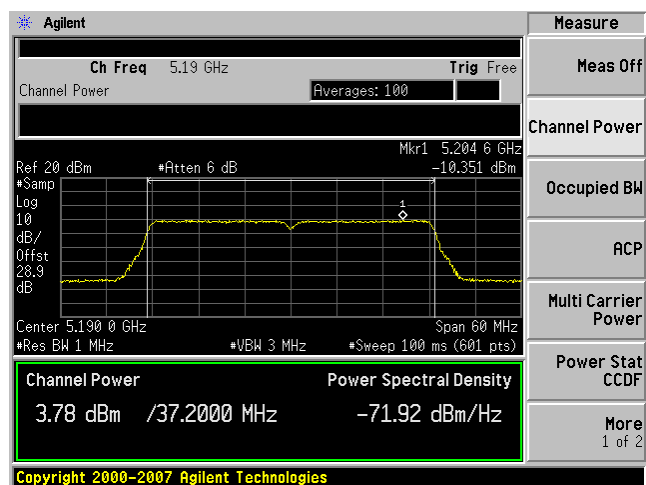 Agilent
Ch Freq 5.19 GHz Trig Free
Channel Power Averages: 100
Mkr1 5.204 6 GHz
Ref 20 dBm #Atten 6 dB -10.351 dBm
#Samp
Log
10
dB/
Offst
28.9
dB
1
Center 5.190 0 GHz Span 60 MHz
#Res BW 1 MHz #VBW 3 MHz #Sweep 100 ms (601 pts)
Channel Power Power Spectral Density
3.78 dBm /37.2000 MHz -71.92 dBm/Hz
Copyright 2000-2007 Agilent Technologies
Measure
Meas Off
Channel Power
Occupied BW
ACP
Multi Carrier
Power
Power Stat
CCDF
More
1 of 2